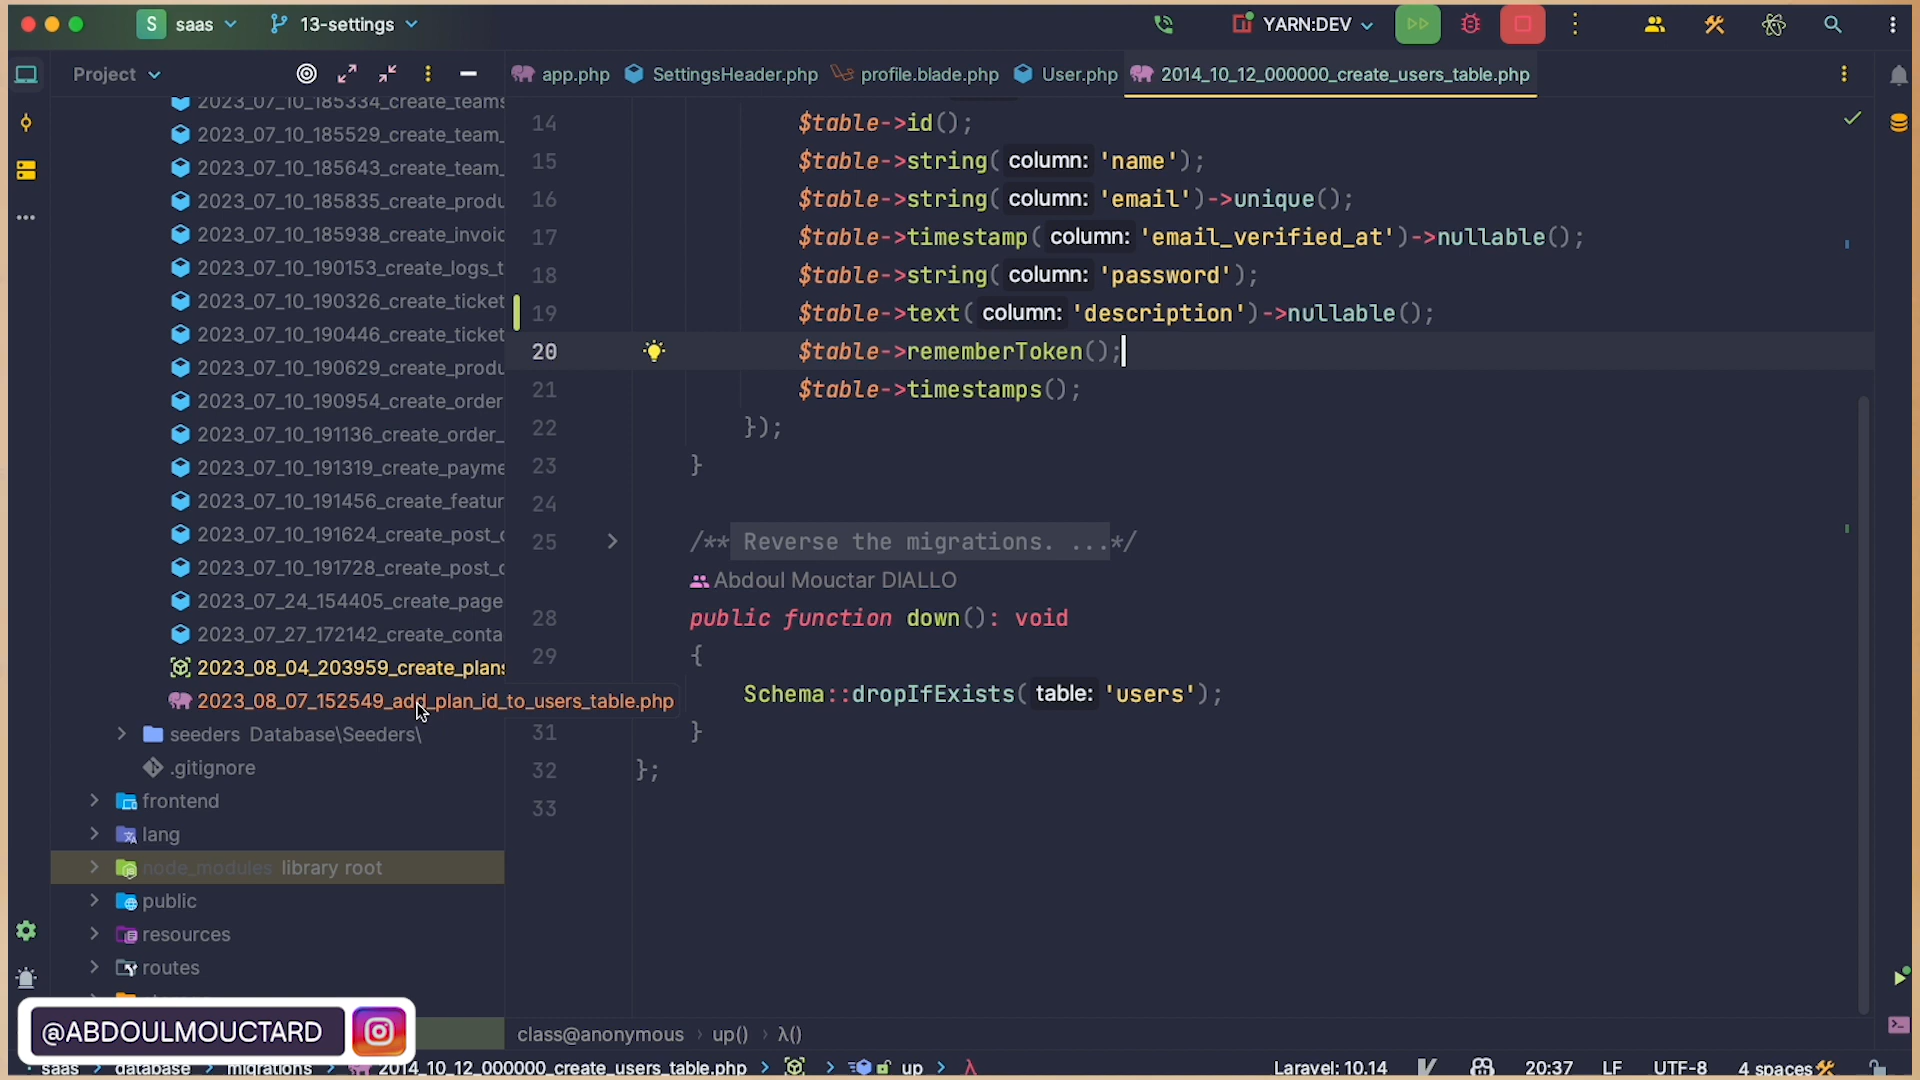 S saas 13-settings YARN:DEV
Project app.php SettingsHeader.php profile.blade.php User.php 2014_10_12_000000_create_users_table.php
2023_07_10_185334_create_teams
2023_07_10_185529_create_team_
2023_07_10_185643_create_team_
2023_07_10_185835_create_produ
2023_07_10_185938_create_invoic
2023_07_10_190153_create_logs_t
2023_07_10_190326_create_ticket
2023_07_10_190446_create_ticket
2023_07_10_190629_create_produ
2023_07_10_190954_create_order
2023_07_10_191136_create_order_
2023_07_10_191319_create_payme
2023_07_10_191456_create_featur
2023_07_10_191624_create_post_c
2023_07_10_191728_create_post_c
2023_07_24_154405_create_page
2023_07_27_172142_create_conta
2023_08_04_203959_create_plans
2023_08_07_152549_add_plan_id_to_users_table.php
seeders Database\Seeders\
.gitignore
frontend
lang
node_modules library root
public
resources
routes
14 $table->id();
15 $table->string( column: 'name');
16 $table->string( column: 'email')->unique();
17 $table->timestamp( column: 'email_verified_at')->nullable();
18 $table->string( column: 'password');
19 $table->text( column: 'description')->nullable();
20 $table->rememberToken();
21 $table->timestamps();
22 });
23 }
24
25 /** Reverse the migrations. ...*/
Abdoul Mouctar DIALLO
28 public function down(): void
29 {
Schema::dropIfExists( table: 'users');
31 }
32 };
33
@ABDOULMOUCTARD
class@anonymous › up() › λ()
saas › database › migrations › 2014_10_12_000000_create_users_table.php › › up › λ Laravel: 10.14 20:37 LF UTF-8 4 spaces